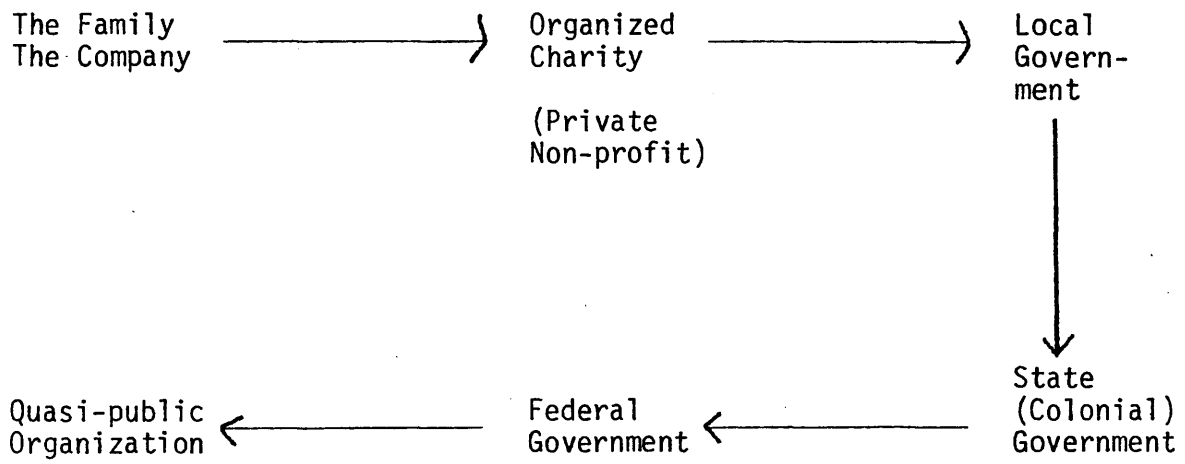 The Family
The Company
Organized
Charity
(Private
Non-profit)
Local
Govern-
ment
State
(Colonial)
Government
Federal
Government
Quasi-public
Organization